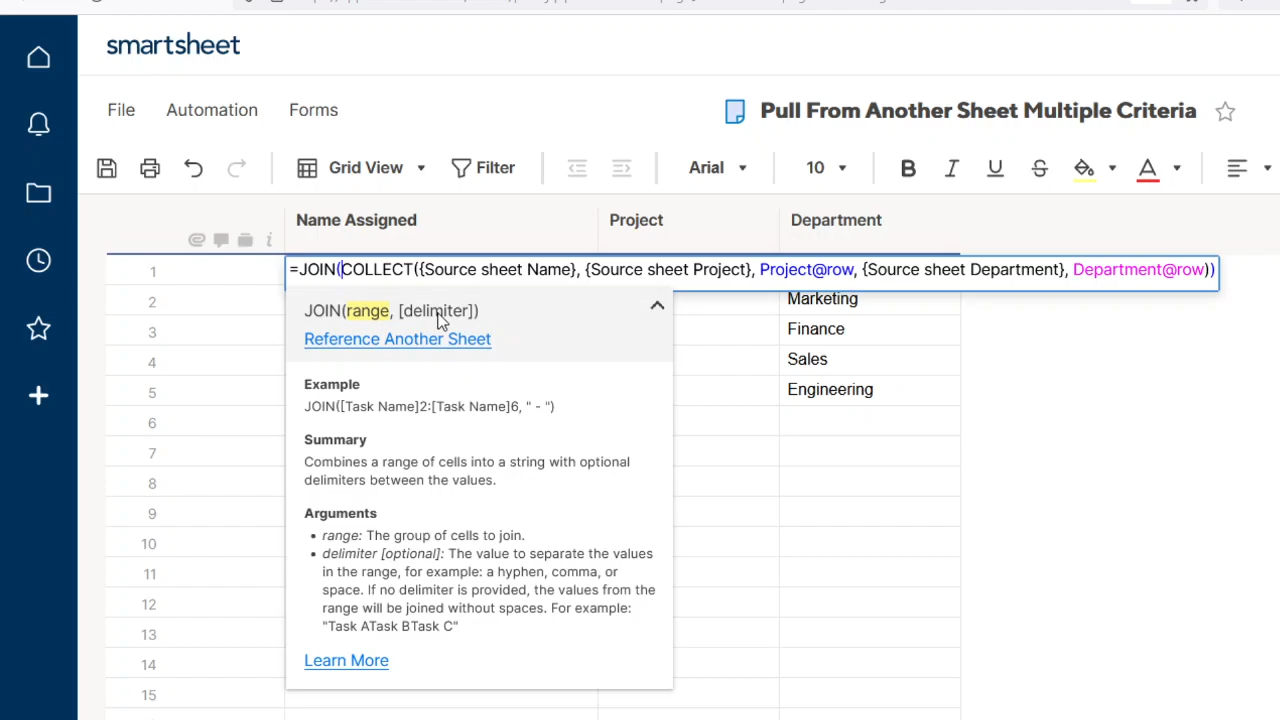 smartsheet
File Automation Forms
Pull From Another Sheet Multiple Criteria
Grid View Filter Arial 10 B I U S A
Name Assigned Project Department
1 =JOIN(COLLECT({Source sheet Name}, {Source sheet Project}, Project@row, {Source sheet Department}, Department@row))
2 Marketing
3 Finance
4 Sales
5 Engineering
6
7
8
9
10
11
12
13
14
15
JOIN(range, [delimiter])
Reference Another Sheet
Example
JOIN([Task Name]2:[Task Name]6, " - ")
Summary
Combines a range of cells into a string with optional
delimiters between the values.
Arguments
• range: The group of cells to join.
• delimiter [optional]: The value to separate the values
in the range, for example: a hyphen, comma, or
space. If no delimiter is provided, the values from the
range will be joined without spaces. For example:
"Task ATask BTask C"
Learn More